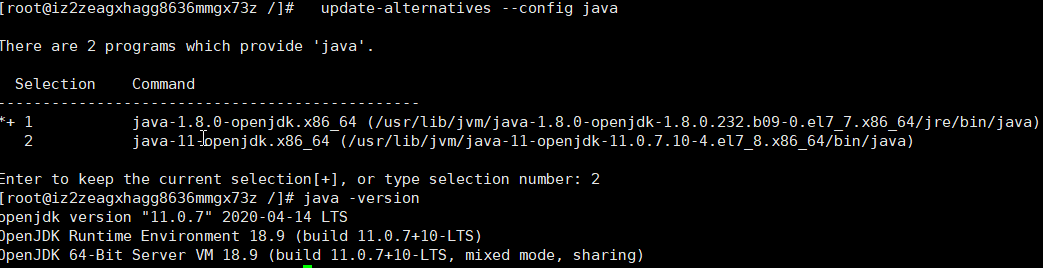 [root@iz2zeagxhagg8636mmgx73z /]#   update-alternatives --config java
There are 2 programs which provide 'java'.
  Selection    Command
-----------------------------------------------
*+ 1           java-1.8.0-openjdk.x86_64 (/usr/lib/jvm/java-1.8.0-openjdk-1.8.0.232.b09-0.el7_7.x86_64/jre/bin/java)
   2           java-11-openjdk.x86_64 (/usr/lib/jvm/java-11-openjdk-11.0.7.10-4.el7_8.x86_64/bin/java)
Enter to keep the current selection[+], or type selection number: 2
[root@iz2zeagxhagg8636mmgx73z /]# java -version
openjdk version "11.0.7" 2020-04-14 LTS
OpenJDK Runtime Environment 18.9 (build 11.0.7+10-LTS)
OpenJDK 64-Bit Server VM 18.9 (build 11.0.7+10-LTS, mixed mode, sharing)